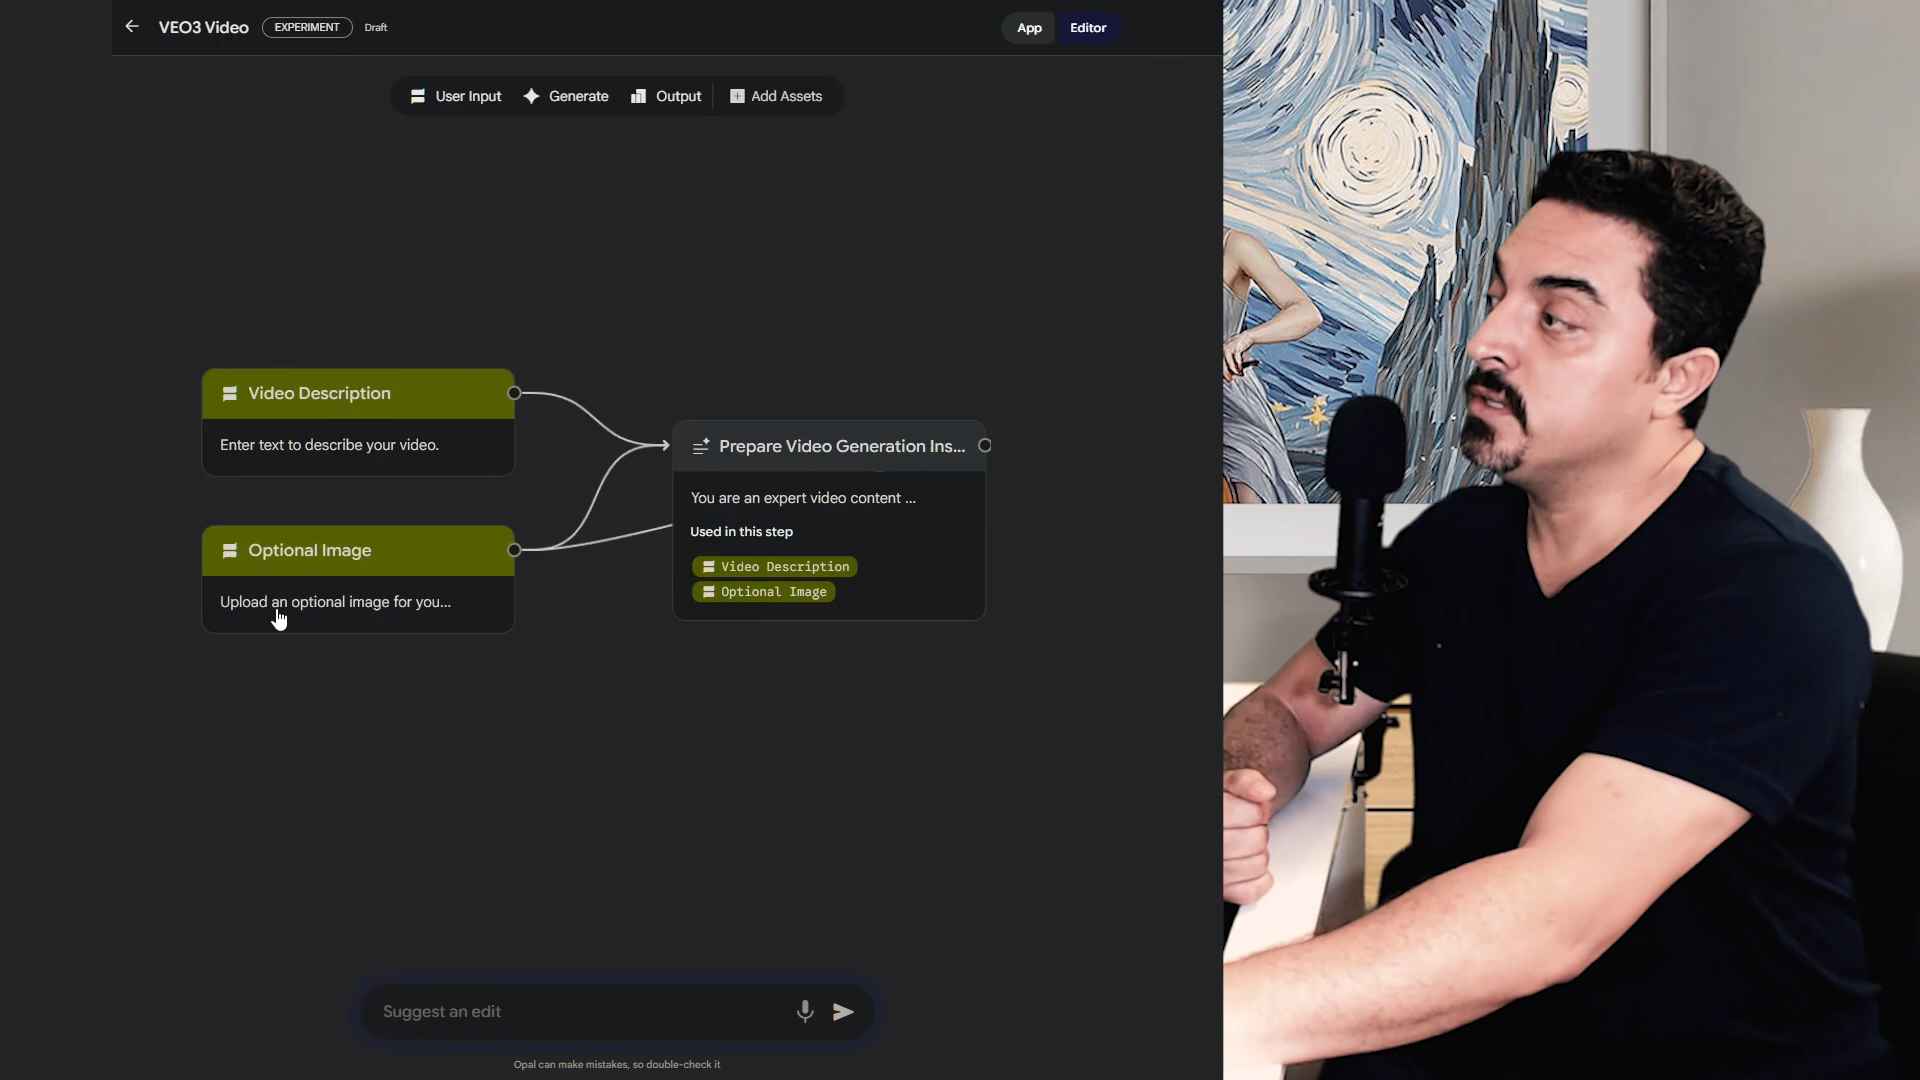 VEO3 Video EXPERIMENT Draft App Editor
User Input Generate Output Add Assets
Video Description
Enter text to describe your video.
Optional Image
Upload an optional image for you...
Prepare Video Generation Ins...
You are an expert video content ...
Used in this step
Video Description
Optional Image
Suggest an edit
Opal can make mistakes, so double-check it